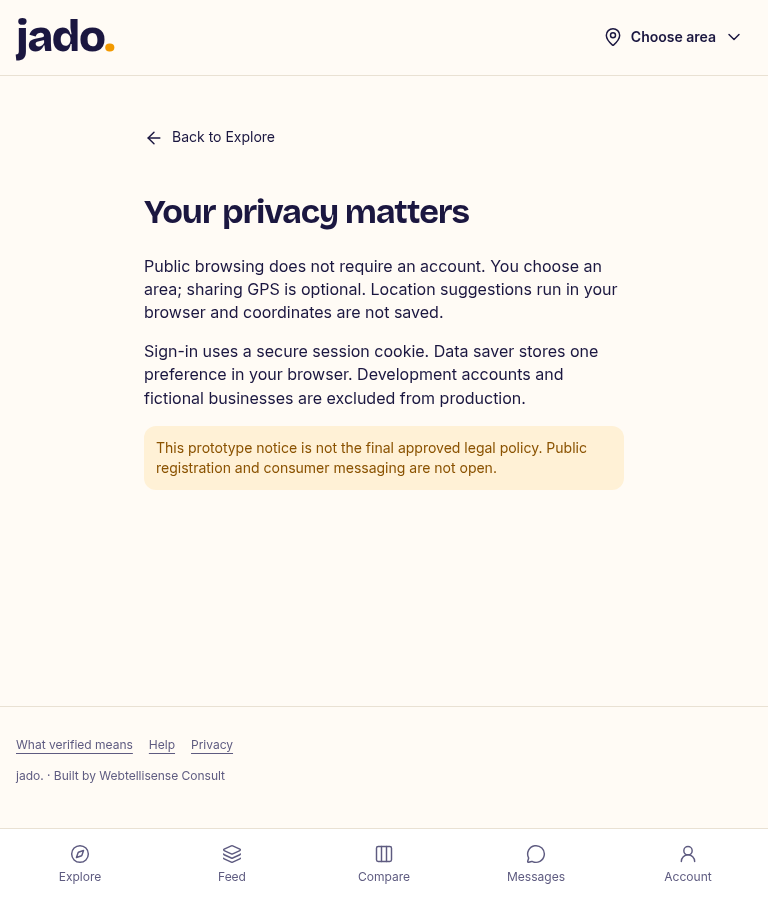 jado.
Choose area
Back to Explore
Your privacy matters
Public browsing does not require an account. You choose an
area; sharing GPS is optional. Location suggestions run in your
browser and coordinates are not saved.
Sign-in uses a secure session cookie. Data saver stores one
preference in your browser. Development accounts and
fictional businesses are excluded from production.
This prototype notice is not the final approved legal policy. Public
registration and consumer messaging are not open.
What verified means Help Privacy
jado. · Built by Webtellisense Consult
Explore Feed Compare Messages Account